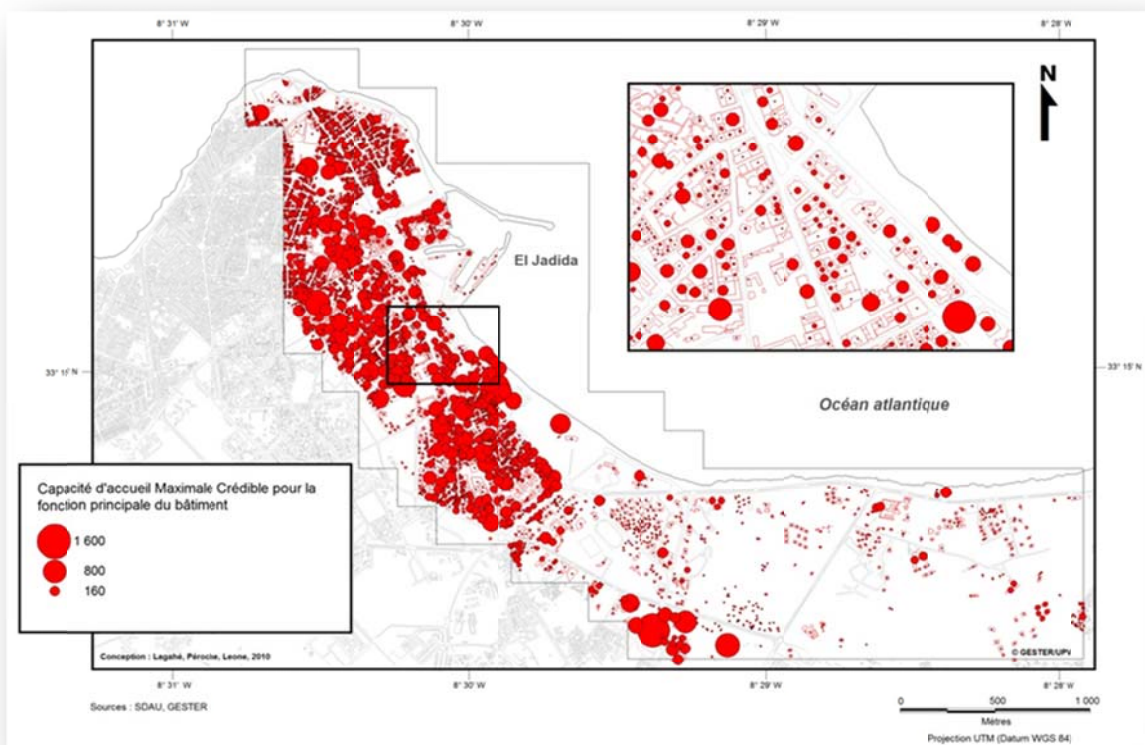 8° 31' W
8° 30' W
8° 29' W
8° 28' W
N
El Jadida
33° 15' N
33° 15' N
Océan atlantique
Capacité d'accueil Maximale Crédible pour la
fonction principale du bâtiment
1 600
800
160
Conception : Lagahé, Péroche, Leone, 2010
© GESTER/UPV
8° 31' W
8° 30' W
8° 29' W
8° 28' W
Sources : SDAU, GESTER
0 500 1 000
Mètres
Projection UTM (Datum WGS 84)